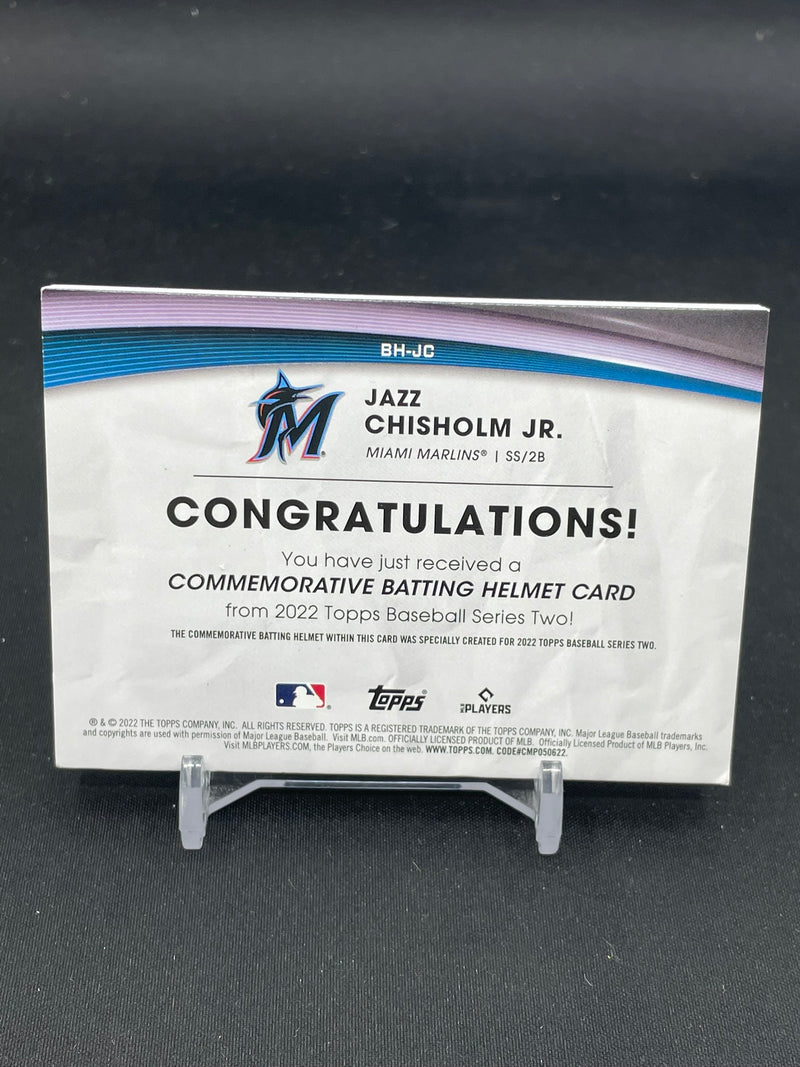 BH-JC
M
JAZZ
CHISHOLM JR.
MIAMI MARLINS® | SS/2B
CONGRATULATIONS!
You have just received a
COMMEMORATIVE BATTING HELMET CARD
from 2022 Topps Baseball Series Two!
THE COMMEMORATIVE BATTING HELMET WITHIN THIS CARD WAS SPECIALLY CREATED FOR 2022 TOPPS BASEBALL SERIES TWO.
Topps®
MLB PLAYERS
® & © 2022 THE TOPPS COMPANY, INC. ALL RIGHTS RESERVED. TOPPS IS A REGISTERED TRADEMARK OF THE TOPPS COMPANY, INC. Major League Baseball trademarks
and copyrights are used with permission of Major League Baseball. Visit MLB.com. OFFICIALLY LICENSED PRODUCT OF MLB. Officially Licensed Product of MLB Players, Inc.
Visit MLBPLAYERS.COM, the Players Choice on the web. WWW.TOPPS.COM. CODE#CMP050622.